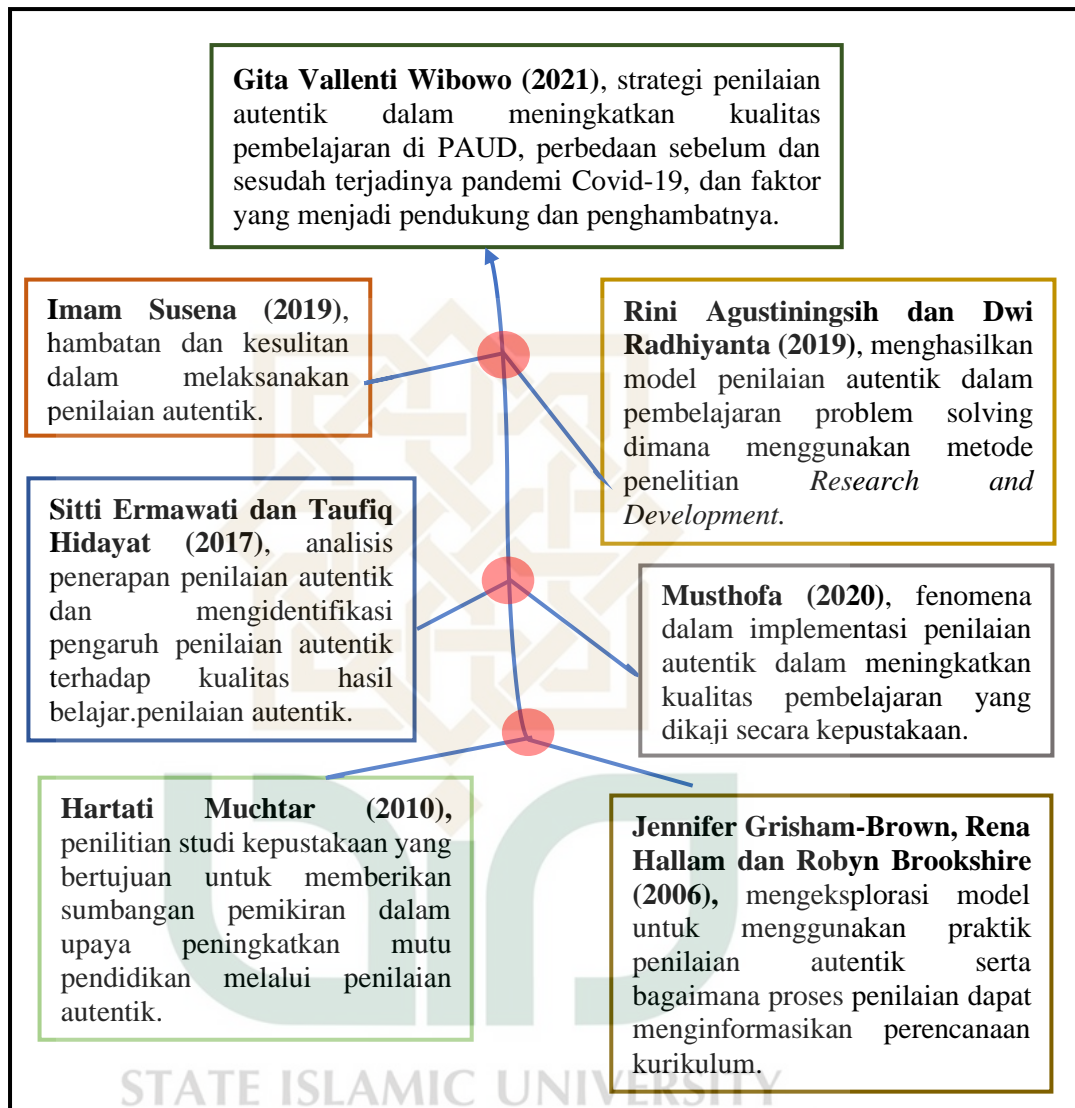 Gita Vallenti Wibowo (2021), strategi penilaian
autentik dalam meningkatkan kualitas
pembelajaran di PAUD, perbedaan sebelum dan
sesudah terjadinya pandemi Covid-19, dan faktor
yang menjadi pendukung dan penghambatnya.
Imam Susena (2019),
hambatan dan kesulitan
dalam melaksanakan
penilaian autentik.
Rini Agustiningsih dan Dwi
Radhiyanta (2019), menghasilkan
model penilaian autentik dalam
pembelajaran problem solving
dimana menggunakan metode
penelitian Research and
Development.
Sitti Ermawati dan Taufiq
Hidayat (2017), analisis
penerapan penilaian autentik
dan mengidentifikasi
pengaruh penilaian autentik
terhadap kualitas hasil
belajar.penilaian autentik.
Musthofa (2020), fenomena
dalam implementasi penilaian
autentik dalam meningkatkan
kualitas pembelajaran yang
dikaji secara kepustakaan.
Hartati Muchtar (2010),
penilitian studi kepustakaan yang
bertujuan untuk memberikan
sumbangan pemikiran dalam
upaya peningkatkan mutu
pendidikan melalui penilaian
autentik.
Jennifer Grisham-Brown, Rena
Hallam dan Robyn Brookshire
(2006), mengeksplorasi model
untuk menggunakan praktik
penilaian autentik serta
bagaimana proses penilaian dapat
menginformasikan perencanaan
kurikulum.
STATE ISLAMIC UNIVERSITY